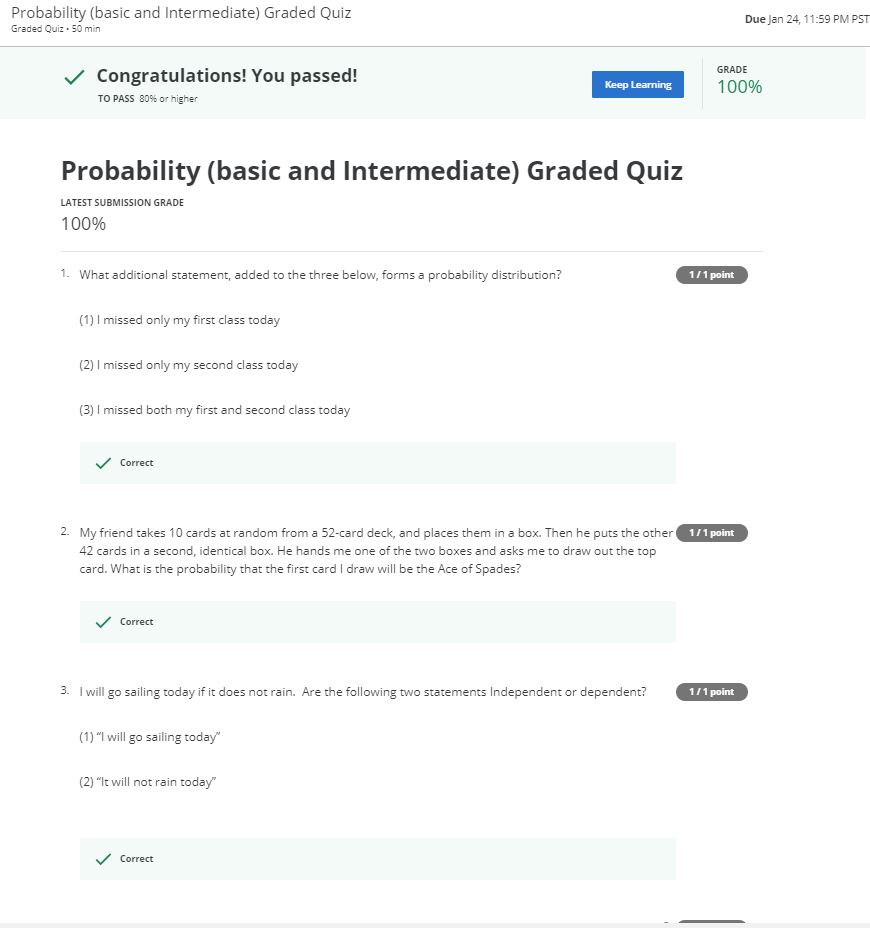 Probability (basic and Intermediate) Graded Quiz
Graded Quiz • 50 min
Due Jan 24, 11:59 PM PST
Congratulations! You passed!
TO PASS 80% or higher
Keep Learning
GRADE
100%
Probability (basic and Intermediate) Graded Quiz
LATEST SUBMISSION GRADE
100%
1. What additional statement, added to the three below, forms a probability distribution?
1 / 1 point
(1) I missed only my first class today
(2) I missed only my second class today
(3) I missed both my first and second class today
Correct
2. My friend takes 10 cards at random from a 52-card deck, and places them in a box. Then he puts the other
1 / 1 point
42 cards in a second, identical box. He hands me one of the two boxes and asks me to draw out the top
card. What is the probability that the first card I draw will be the Ace of Spades?
Correct
3. I will go sailing today if it does not rain. Are the following two statements Independent or dependent?
1 / 1 point
(1) “I will go sailing today”
(2) “It will not rain today”
Correct